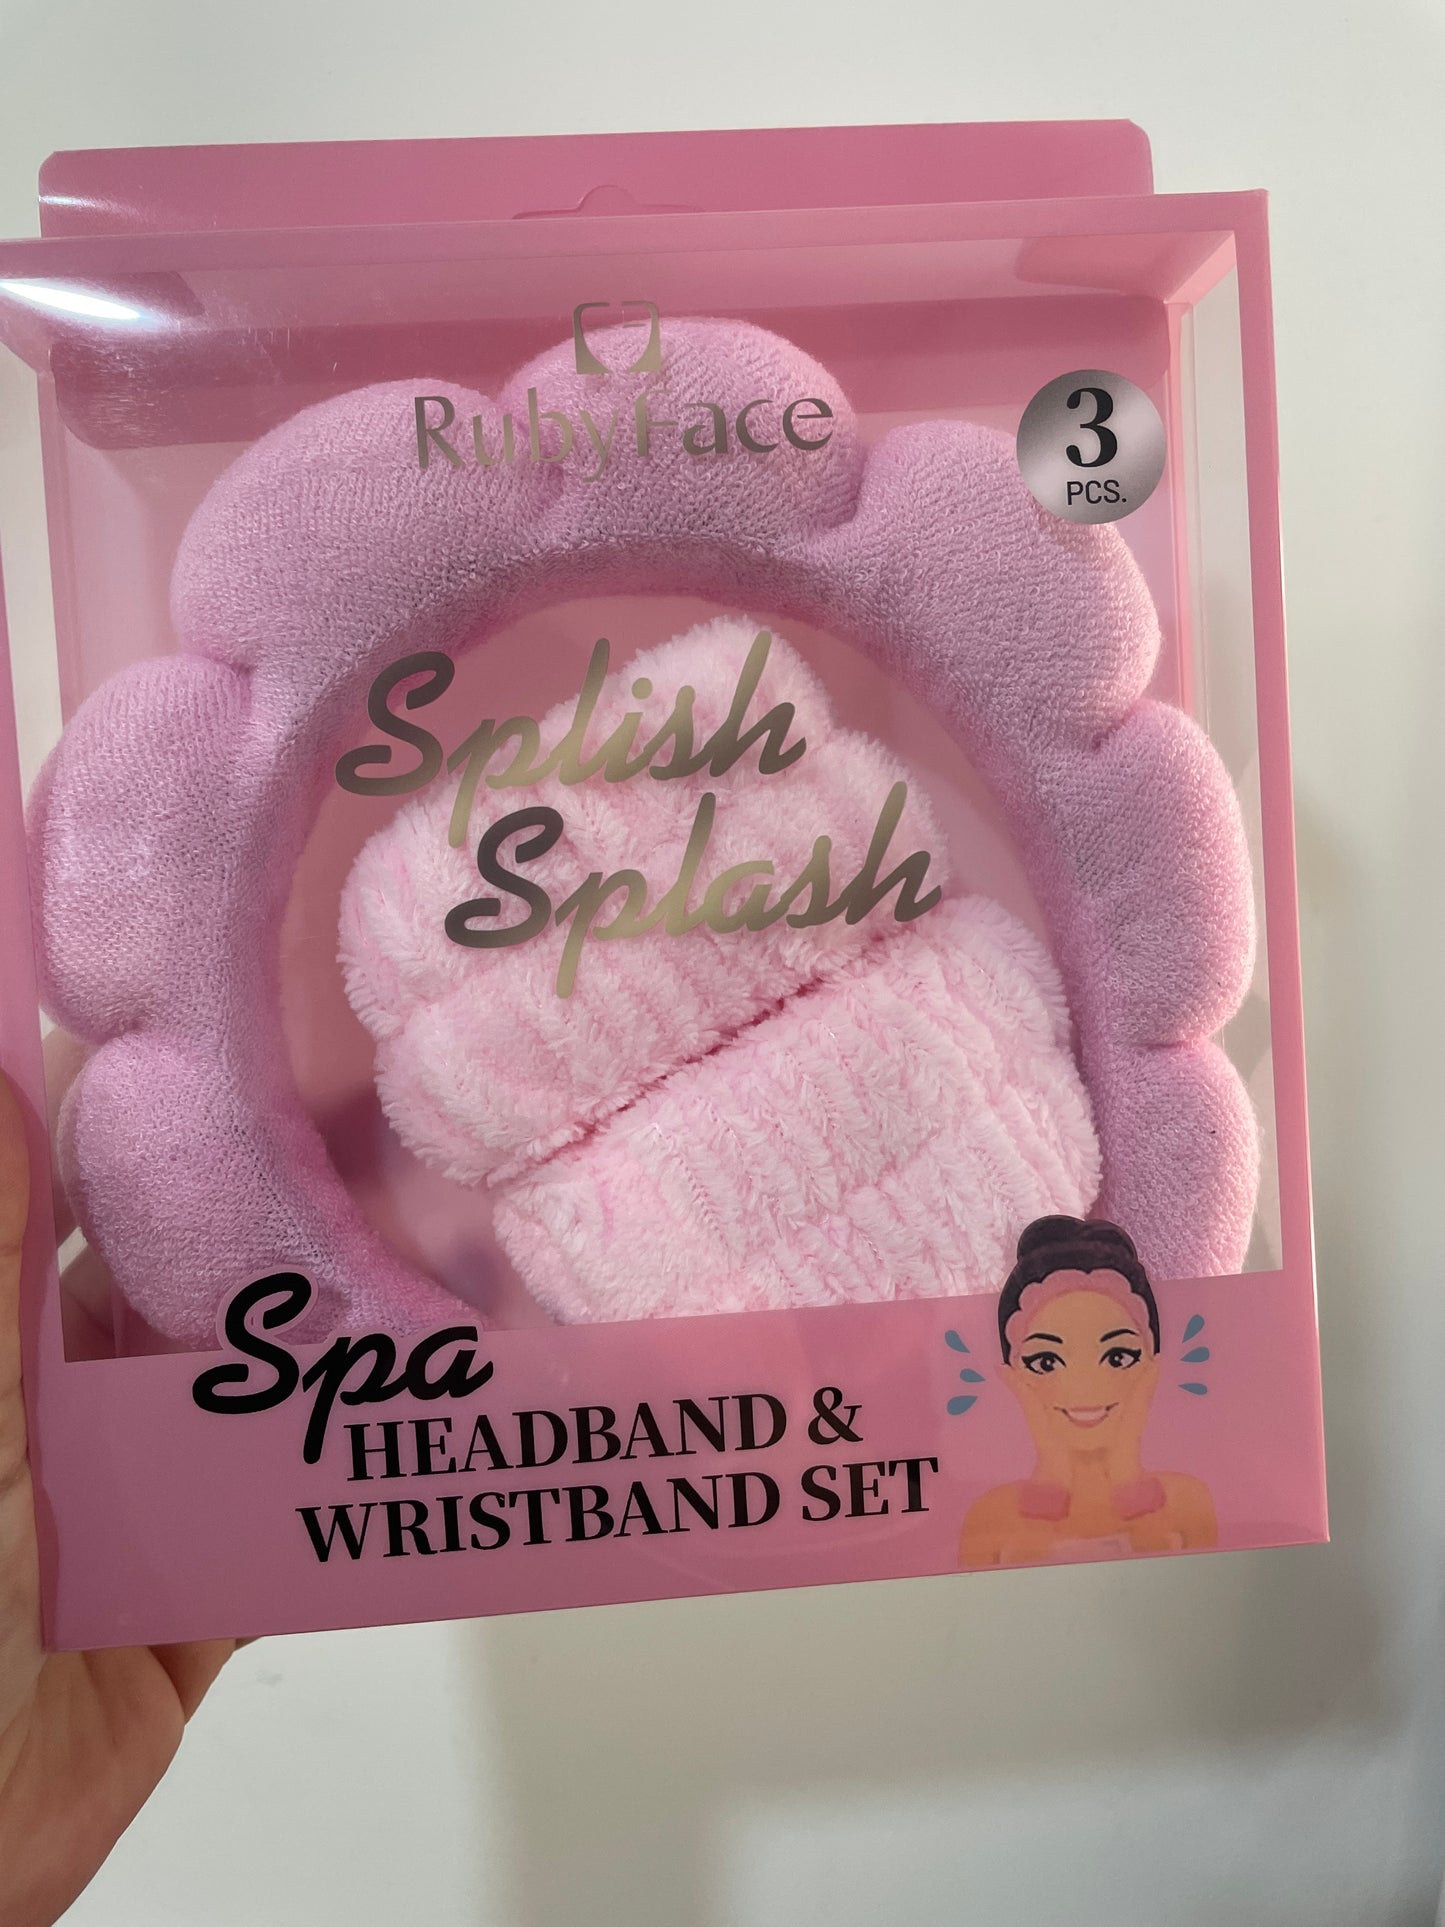 RubyFace
3
PCS.
Splish
Splash
Spa
HEADBAND &
WRISTBAND SET